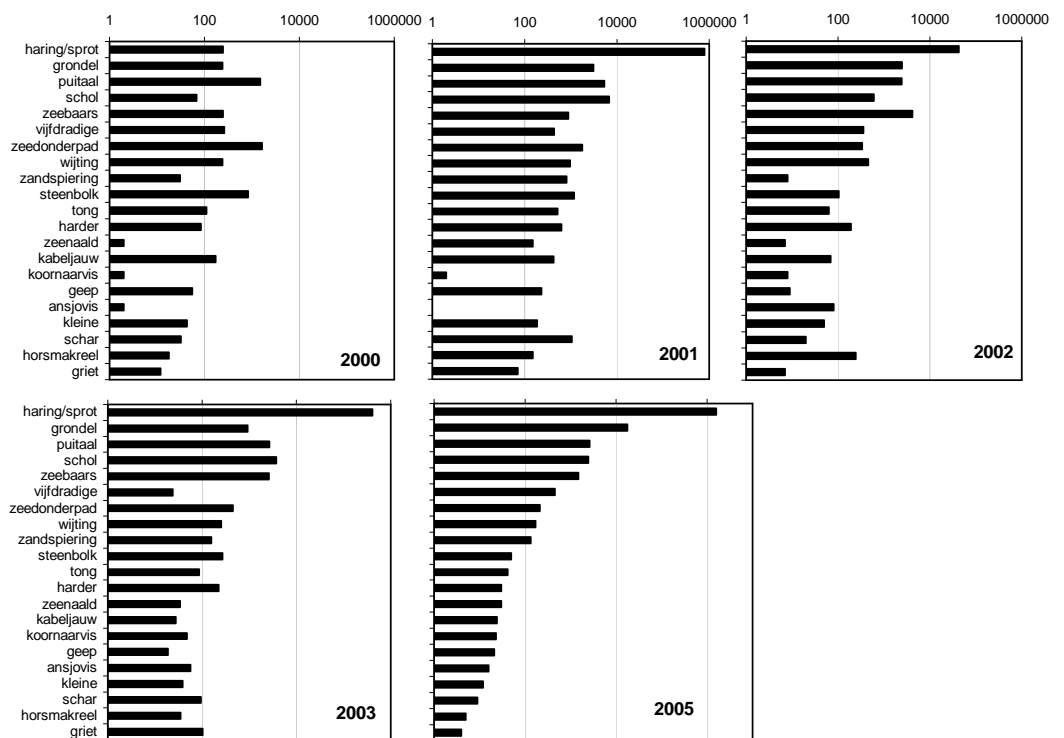 1 100 10000 1000000
1 100 10000 1000000
1 100 10000 1000000
haring/sprot
grondel
puitaal
schol
zeebaars
vijfdradige
zeedonderpad
wijting
zandspiering
steenbolk
tong
harder
zeenaald
kabeljauw
koornaarvis
geep
ansjovis
kleine
schar
horsmakreel
griet
2000
2001
2002
haring/sprot
grondel
puitaal
schol
zeebaars
vijfdradige
zeedonderpad
wijting
zandspiering
steenbolk
tong
harder
zeenaald
kabeljauw
koornaarvis
geep
ansjovis
kleine
schar
horsmakreel
griet
2003
2005